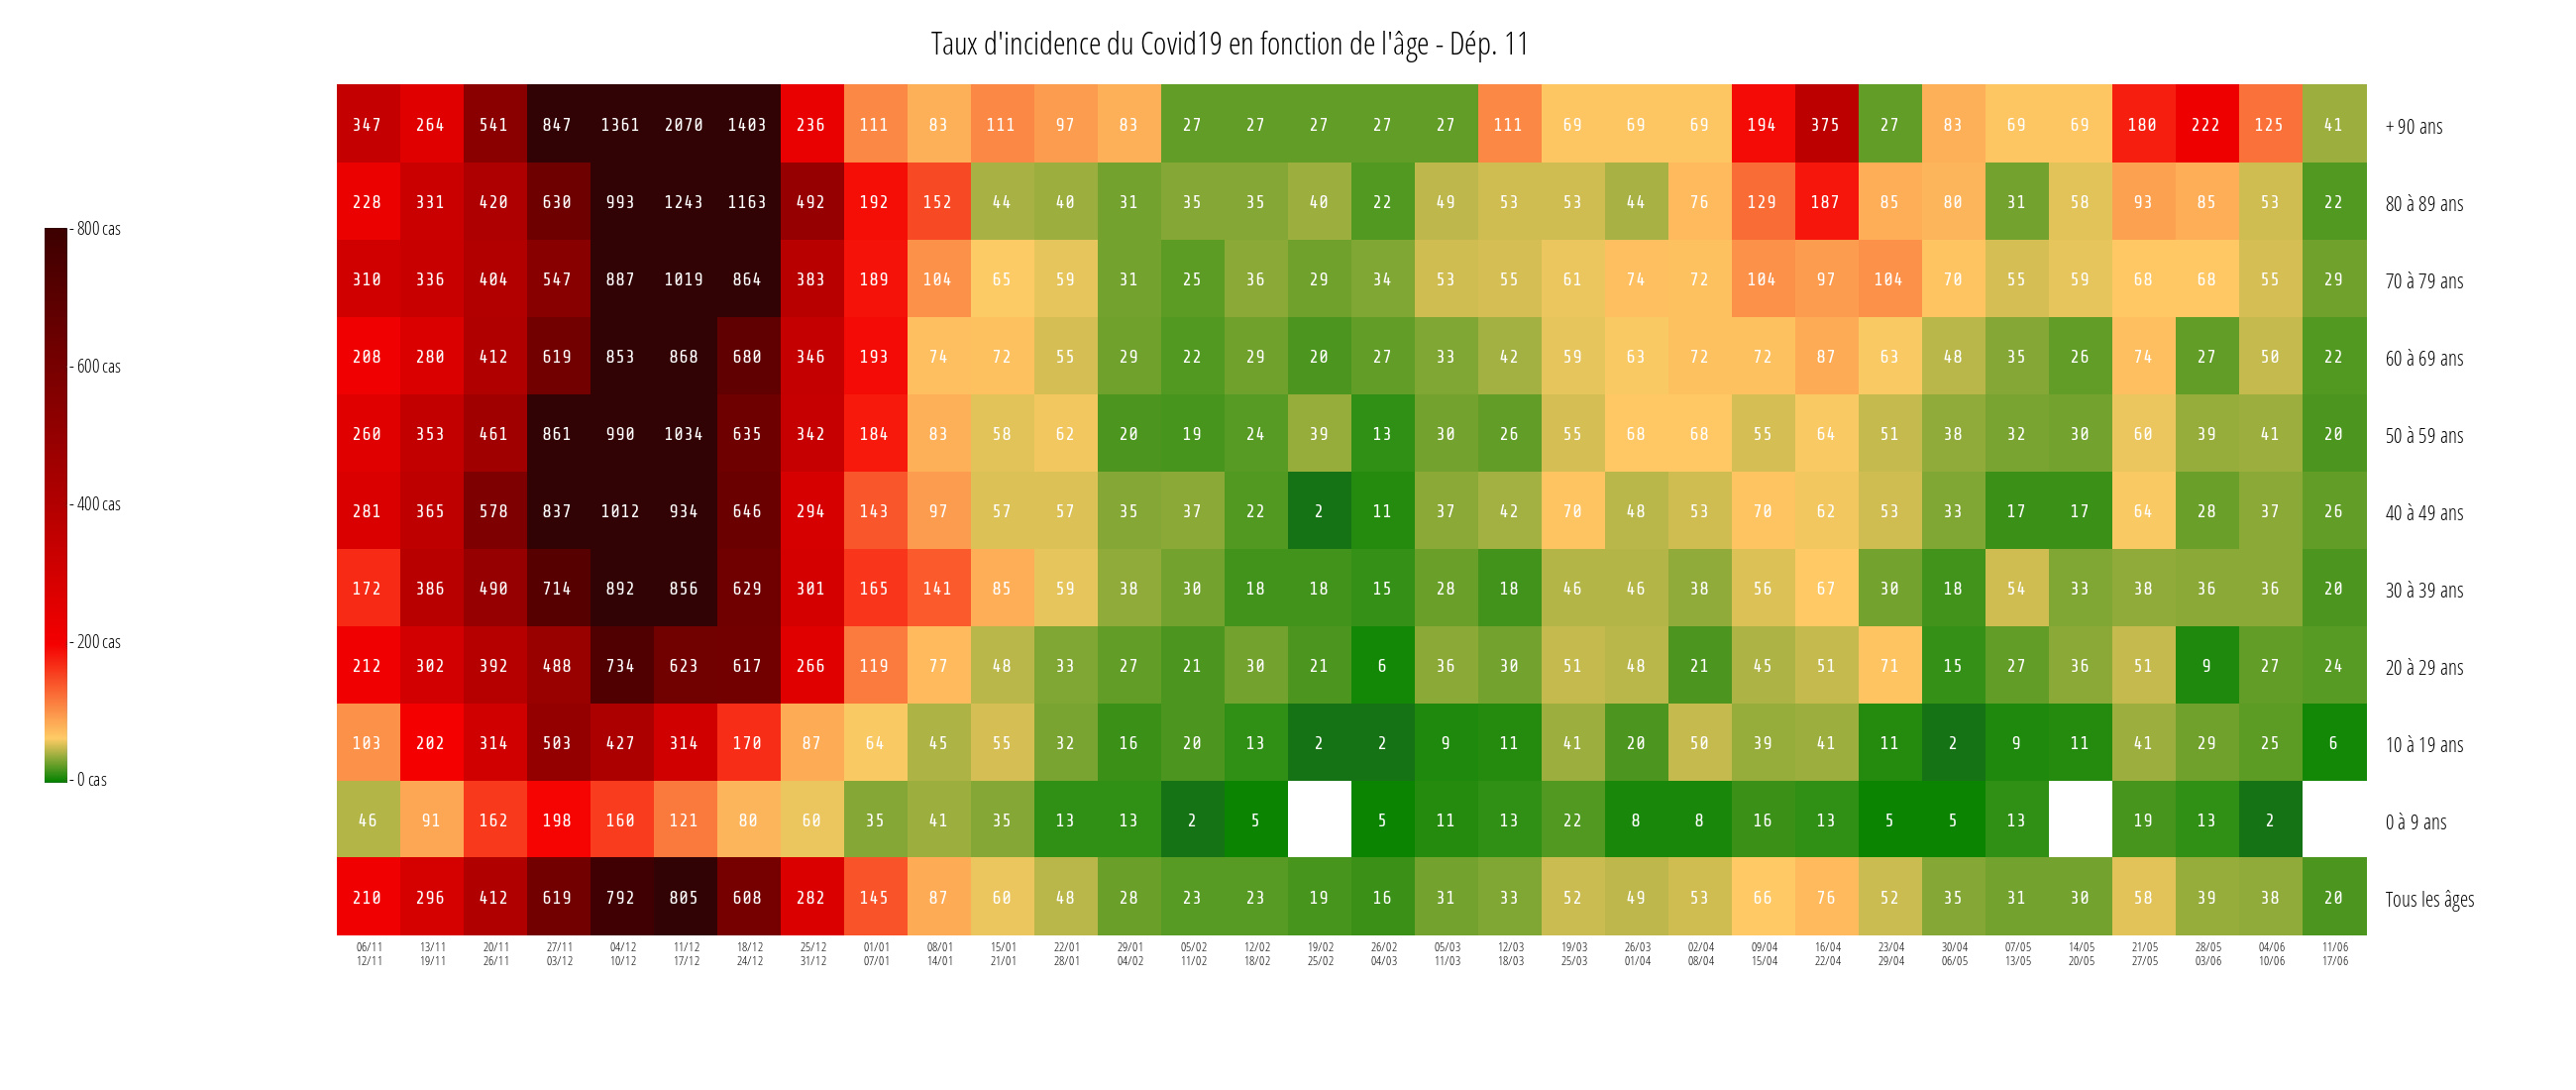 Taux d'incidence du Covid19 en fonction de l'âge - Dép. 11
- 800 cas
- 600 cas
- 400 cas
- 200 cas
- 0 cas
347 264 541 847 1361 2070 1403 236 111 83 111 97 83 27 27 27 27 27 111 69 69 69 194 375 27 83 69 69 180 222 125 41 + 90 ans
228 331 420 630 993 1243 1163 492 192 152 44 40 31 35 35 40 22 49 53 53 44 76 129 187 85 80 31 58 93 85 53 22 80 à 89 ans
310 336 404 547 887 1019 864 383 189 104 65 59 31 25 36 29 34 53 55 61 74 72 104 97 104 70 55 59 68 68 55 29 70 à 79 ans
208 280 412 619 853 868 680 346 193 74 72 55 29 22 29 20 27 33 42 59 63 72 72 87 63 48 35 26 74 27 50 22 60 à 69 ans
260 353 461 861 990 1034 635 342 184 83 58 62 20 19 24 39 13 30 26 55 68 68 55 64 51 38 32 30 60 39 41 20 50 à 59 ans
281 365 578 837 1012 934 646 294 143 97 57 57 35 37 22 2 11 37 42 70 48 53 70 62 53 33 17 17 64 28 37 26 40 à 49 ans
172 386 490 714 892 856 629 301 165 141 85 59 38 30 18 18 15 28 18 46 46 38 56 67 30 18 54 33 38 36 36 20 30 à 39 ans
212 302 392 488 734 623 617 266 119 77 48 33 27 21 30 21 6 36 30 51 48 21 45 51 71 15 27 36 51 9 27 24 20 à 29 ans
103 202 314 503 427 314 170 87 64 45 55 32 16 20 13 2 2 9 11 41 20 50 39 41 11 2 9 11 41 29 25 6 10 à 19 ans
46 91 162 198 160 121 80 60 35 41 35 13 13 2 5 5 11 13 22 8 8 16 13 5 5 13 19 13 2 0 à 9 ans
210 296 412 619 792 805 608 282 145 87 60 48 28 23 23 19 16 31 33 52 49 53 66 76 52 35 31 30 58 39 38 20 Tous les âges
06/11 13/11 20/11 27/11 04/12 11/12 18/12 25/12 01/01 08/01 15/01 22/01 29/01 05/02 12/02 19/02 26/02 05/03 12/03 19/03 26/03 02/04 09/04 16/04 23/04 30/04 07/05 14/05 21/05 28/05 04/06 11/06
12/11 19/11 26/11 03/12 10/12 17/12 24/12 31/12 07/01 14/01 21/01 28/01 04/02 11/02 18/02 25/02 04/03 11/03 18/03 25/03 01/04 08/04 15/04 22/04 29/04 06/05 13/05 20/05 27/05 03/06 10/06 17/06